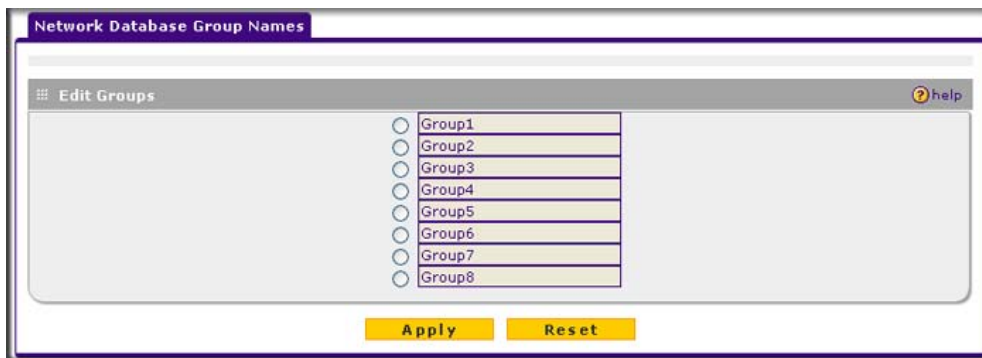 Network Database Group Names
Edit Groups
help
Group1
Group2
Group3
Group4
Group5
Group6
Group7
Group8
Apply
Reset